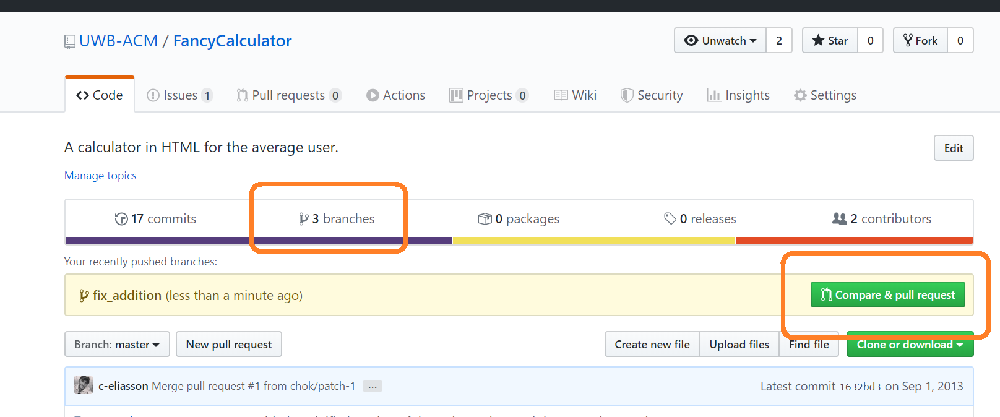 UWB-ACM / FancyCalculator
Unwatch 2 Star 0 Fork 0
Code Issues 1 Pull requests 0 Actions Projects 0 Wiki Security Insights Settings
A calculator in HTML for the average user. Edit
Manage topics
17 commits 3 branches 0 packages 0 releases 2 contributors
Your recently pushed branches:
fix_addition (less than a minute ago) Compare & pull request
Branch: master New pull request Create new file Upload files Find file Clone or download
c-eliasson Merge pull request #1 from chok/patch-1 ... Latest commit 1632bd3 on Sep 1, 2013